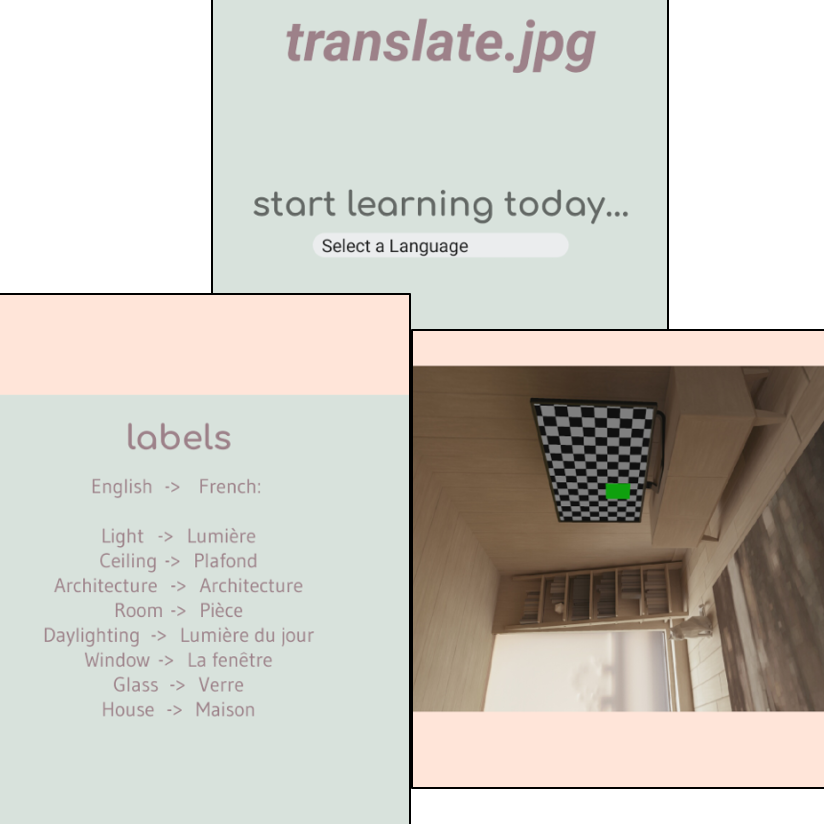 translate.jpg
start learning today...
Select a Language
labels
English -> French:
Light -> Lumière
Ceiling -> Plafond
Architecture -> Architecture
Room -> Pièce
Daylighting -> Lumière du jour
Window -> La fenêtre
Glass -> Verre
House -> Maison